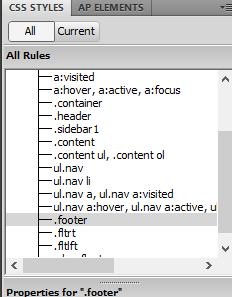 CSS STYLES AP ELEMENTS
All Current
All Rules
a:visited
a:hover, a:active, a:focus
.container
.header
.sidebar1
.content
.content ul, .content ol
ul.nav
ul.nav li
ul.nav a, ul.nav a:visited
ul.nav a:hover, ul.nav a:active, u
.footer
.fltrt
.fltlft
Properties for ".footer"